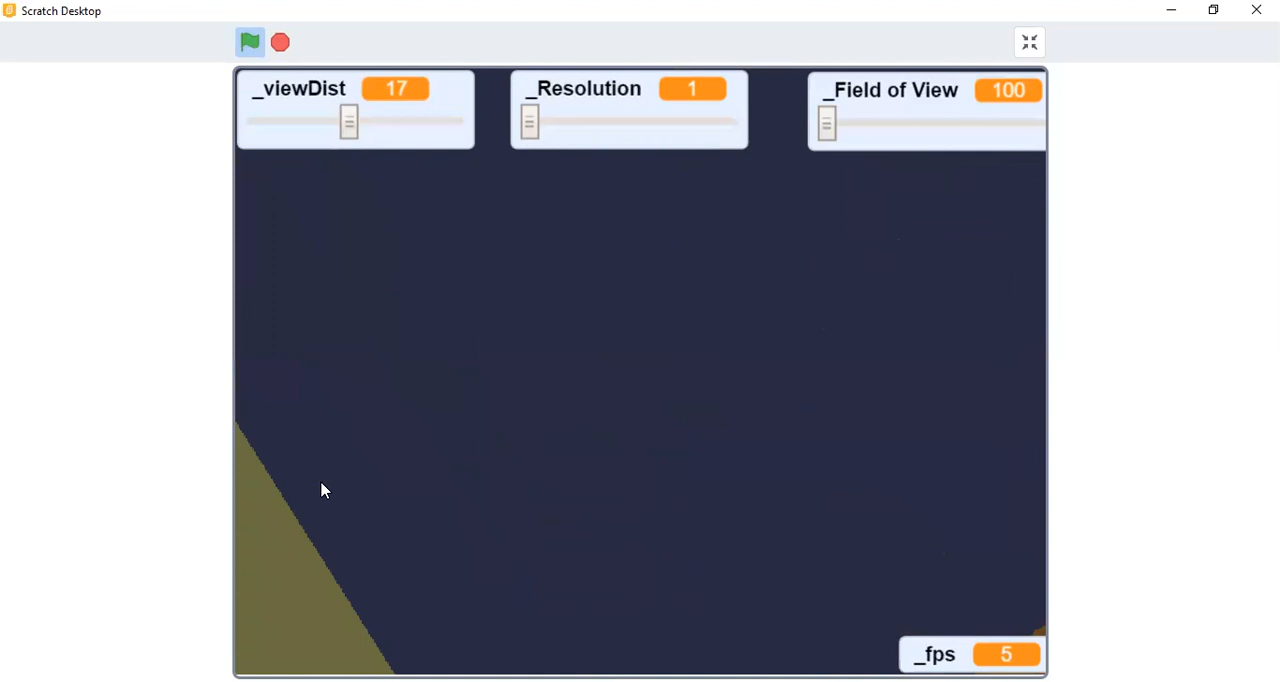 Scratch Desktop
_viewDist 17
_Resolution 1
_Field of View 100
_fps 5